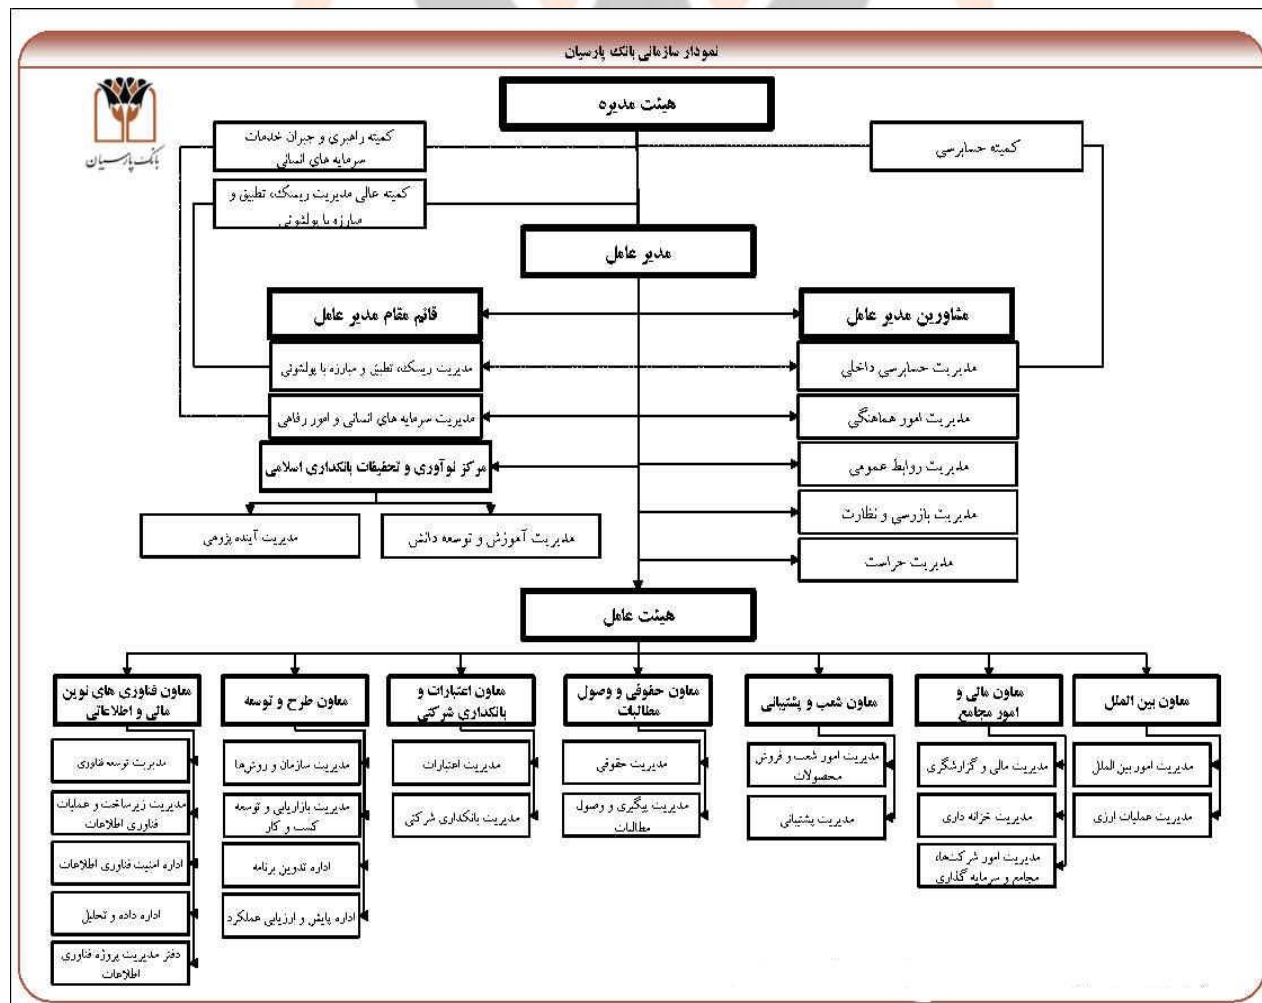 نمودار سازمانی بانک پارسیان
بانک پارسیان
هیئت مدیره
کمیته راهبری و جبران خدمات
سرمایه های انسانی
کمیته حسابرسی
کمیته عالی مدیریت ریسک، تطبیق و
مبارزه با پولشوئی
مدیر عامل
مشاورین مدیر عامل
قائم مقام مدیر عامل
مدیریت حسابرسی داخلی
مدیریت ریسک، تطبیق و مبارزه با پولشوئی
مدیریت امور هماهنگی
مدیریت سرمایه های انسانی و امور رفاهی
مدیریت روابط عمومی
مرکز نوآوری و تحقیقات بانکداری اسلامی
مدیریت بازرسی و نظارت
مدیریت آموزش و توسعه دانش
مدیریت آینده پژوهی
مدیریت حراست
هیئت عامل
معاون بین الملل
مدیریت امور بین الملل
مدیریت عملیات ارزی
معاون مالی و
امور مجامع
مدیریت مالی و گزارشگری
مدیریت خزانه داری
مدیریت امور شرکت‌ها،
مجامع و سرمایه گذاری
معاون شعب و پشتیبانی
مدیریت امور شعب و فروش
محصولات
مدیریت پشتیبانی
معاون حقوقی و وصول
مطالبات
مدیریت حقوقی
مدیریت پیگیری و وصول
مطالبات
معاون اعتبارات و
بانکداری شرکتی
مدیریت اعتبارات
مدیریت بانکداری شرکتی
معاون طرح و توسعه
مدیریت سازمان و روش‌ها
مدیریت بازاریابی و توسعه
کسب و کار
اداره تدوین برنامه
اداره پایش و ارزیابی عملکرد
معاون فناوری های نوین
مالی و اطلاعاتی
مدیریت توسعه فناوری
مدیریت زیرساخت و عملیات
فناوری اطلاعات
اداره امنیت فناوری اطلاعات
اداره داده و تحلیل
دفتر مدیریت پروژه فناوری
اطلاعات